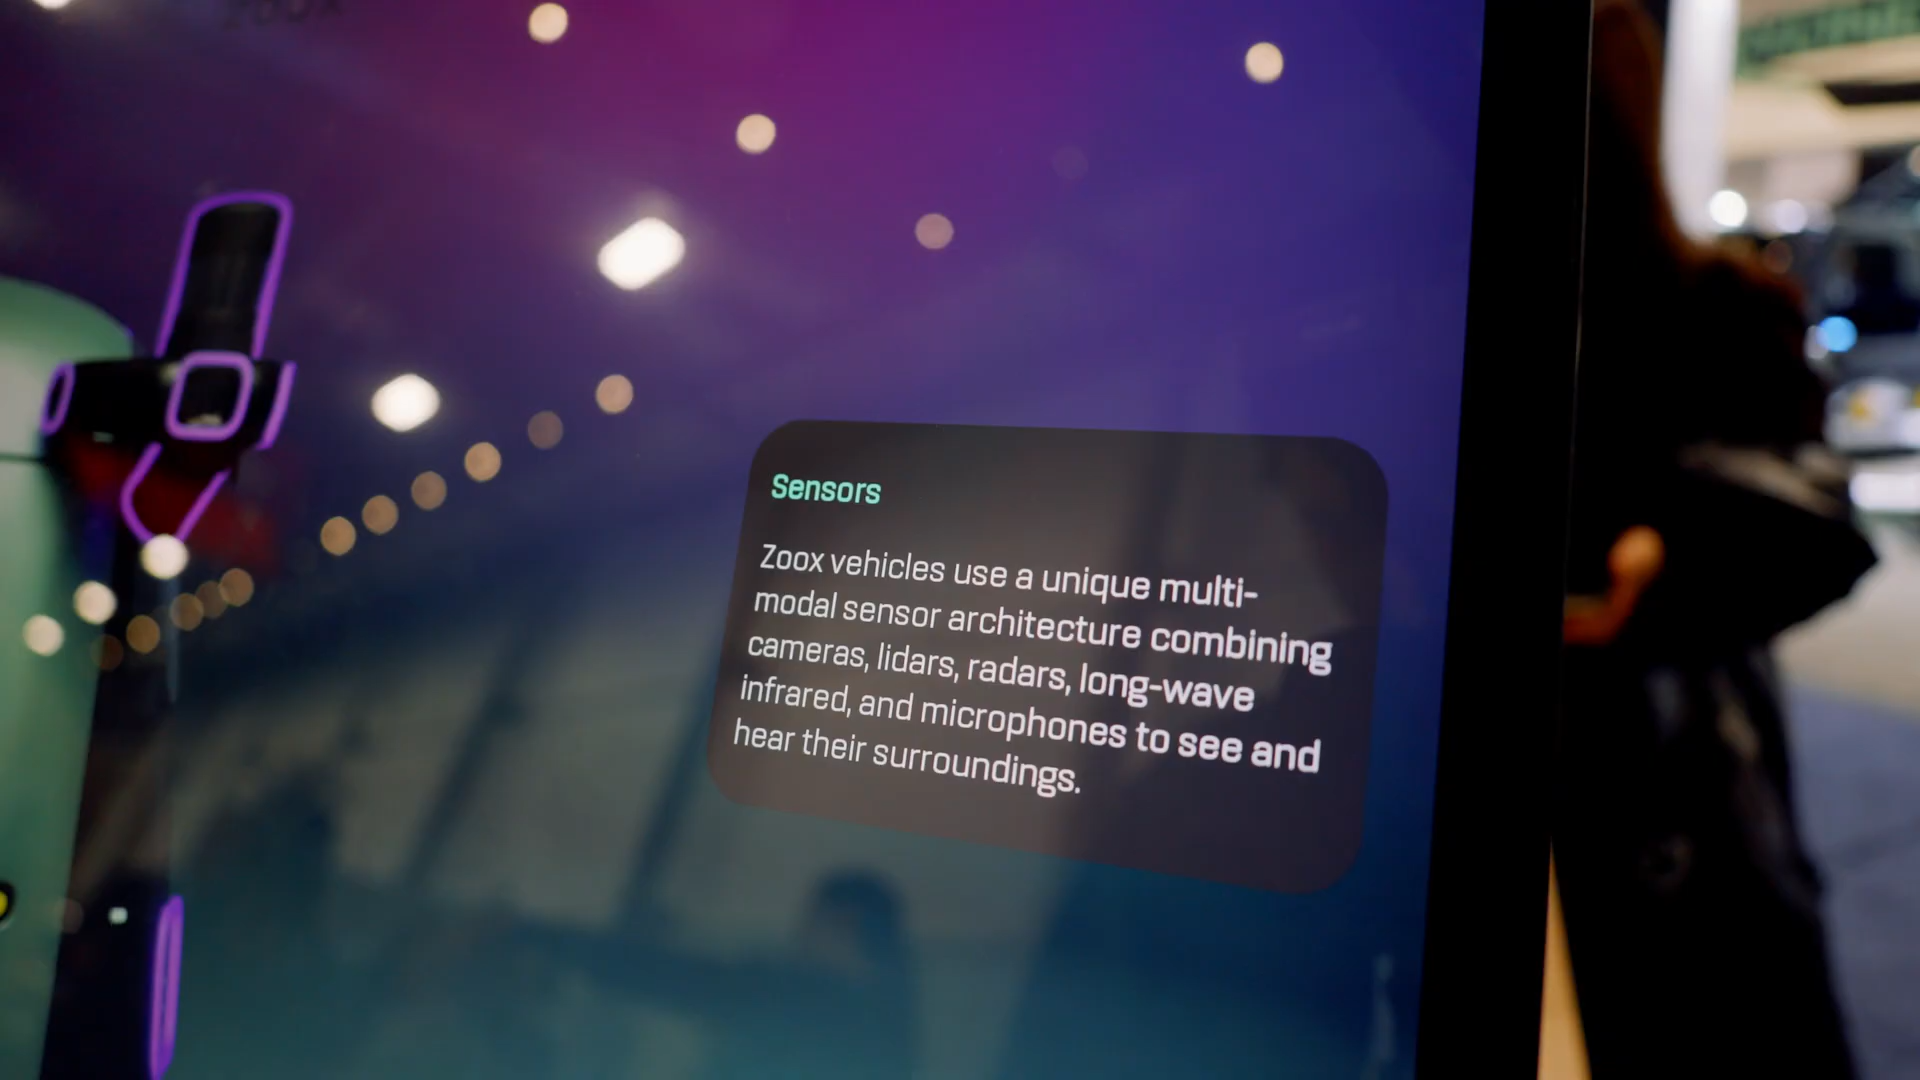 Sensors
Zoox vehicles use a unique multi-
modal sensor architecture combining
cameras, lidars, radars, long-wave
infrared, and microphones to see and
hear their surroundings.